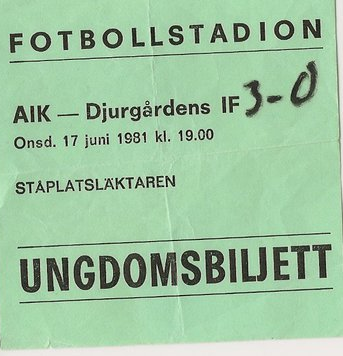 FOTBOLLSTADION
AIK — Djurgårdens IF 3-0
Onsd. 17 juni 1981 kl. 19.00
STÅPLATSLÄKTAREN
UNGDOMSBILJETT